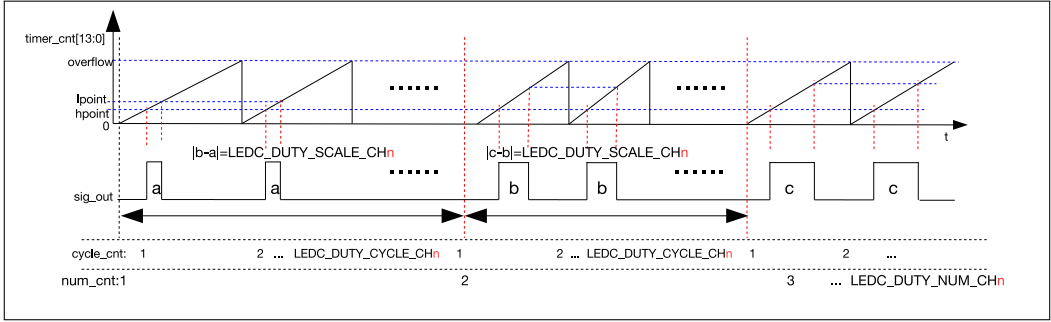 timer_cnt[13:0]
overflow
lpoint
hpoint
0
t
|b-a|=LEDC_DUTY_SCALE_CHn |c-b|=LEDC_DUTY_SCALE_CHn
sig_out a a b b c c
cycle_cnt: 1 2 ... LEDC_DUTY_CYCLE_CHn 1 2 ... LEDC_DUTY_CYCLE_CHn 1 2 ...
num_cnt:1 2 3 ... LEDC_DUTY_NUM_CHn